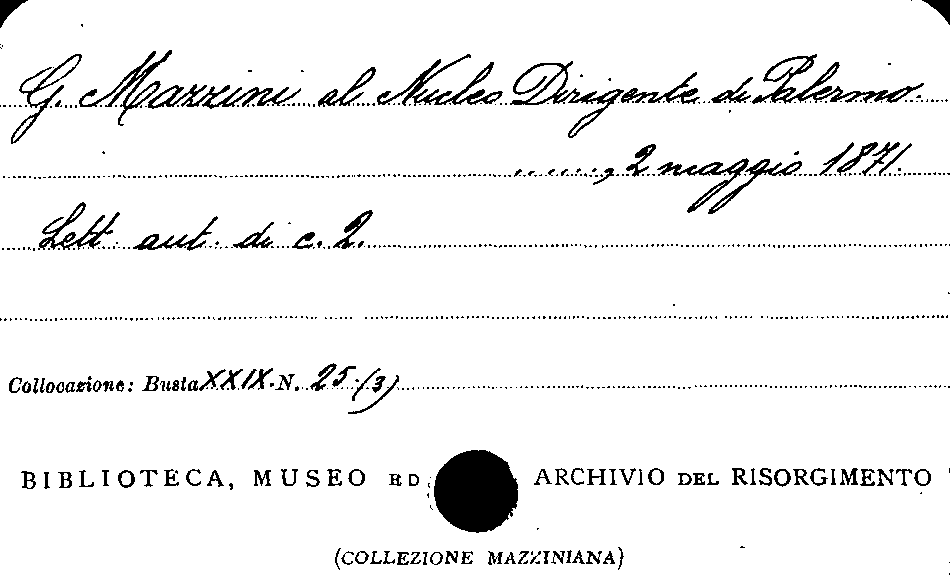 G. Mazzini al Nucleo Dirigente di Palermo.
......, 2 maggio 1871.
Lett. aut. di c. 2.
Collocazione: Busta XXIX. N. 25.(3)
BIBLIOTECA, MUSEO ED ARCHIVIO DEL RISORGIMENTO
(COLLEZIONE MAZZINIANA)